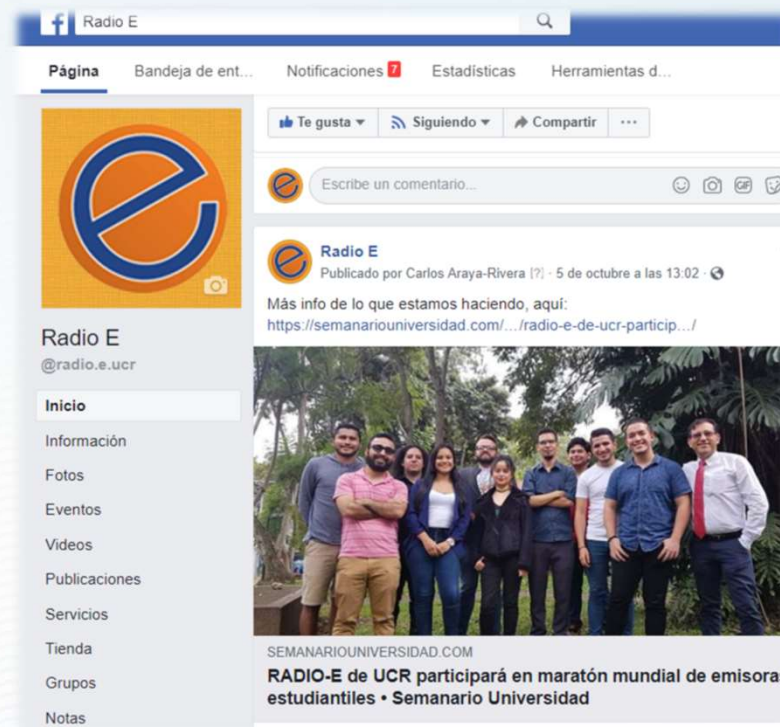 Radio E
Página Bandeja de ent... Notificaciones 7 Estadísticas Herramientas d...
Te gusta Siguiendo Compartir ...
Escribe un comentario... GIF
Radio E
Publicado por Carlos Araya-Rivera [?] · 5 de octubre a las 13:02 ·
Más info de lo que estamos haciendo, aquí:
https://semanariouniversidad.com/.../radio-e-de-ucr-particip.../
Radio E
@radio.e.ucr
Inicio
Información
Fotos
Eventos
Videos
Publicaciones
Servicios
Tienda
Grupos
Notas
SEMANARIOUNIVERSIDAD.COM
RADIO-E de UCR participará en maratón mundial de emisoras
estudiantiles • Semanario Universidad